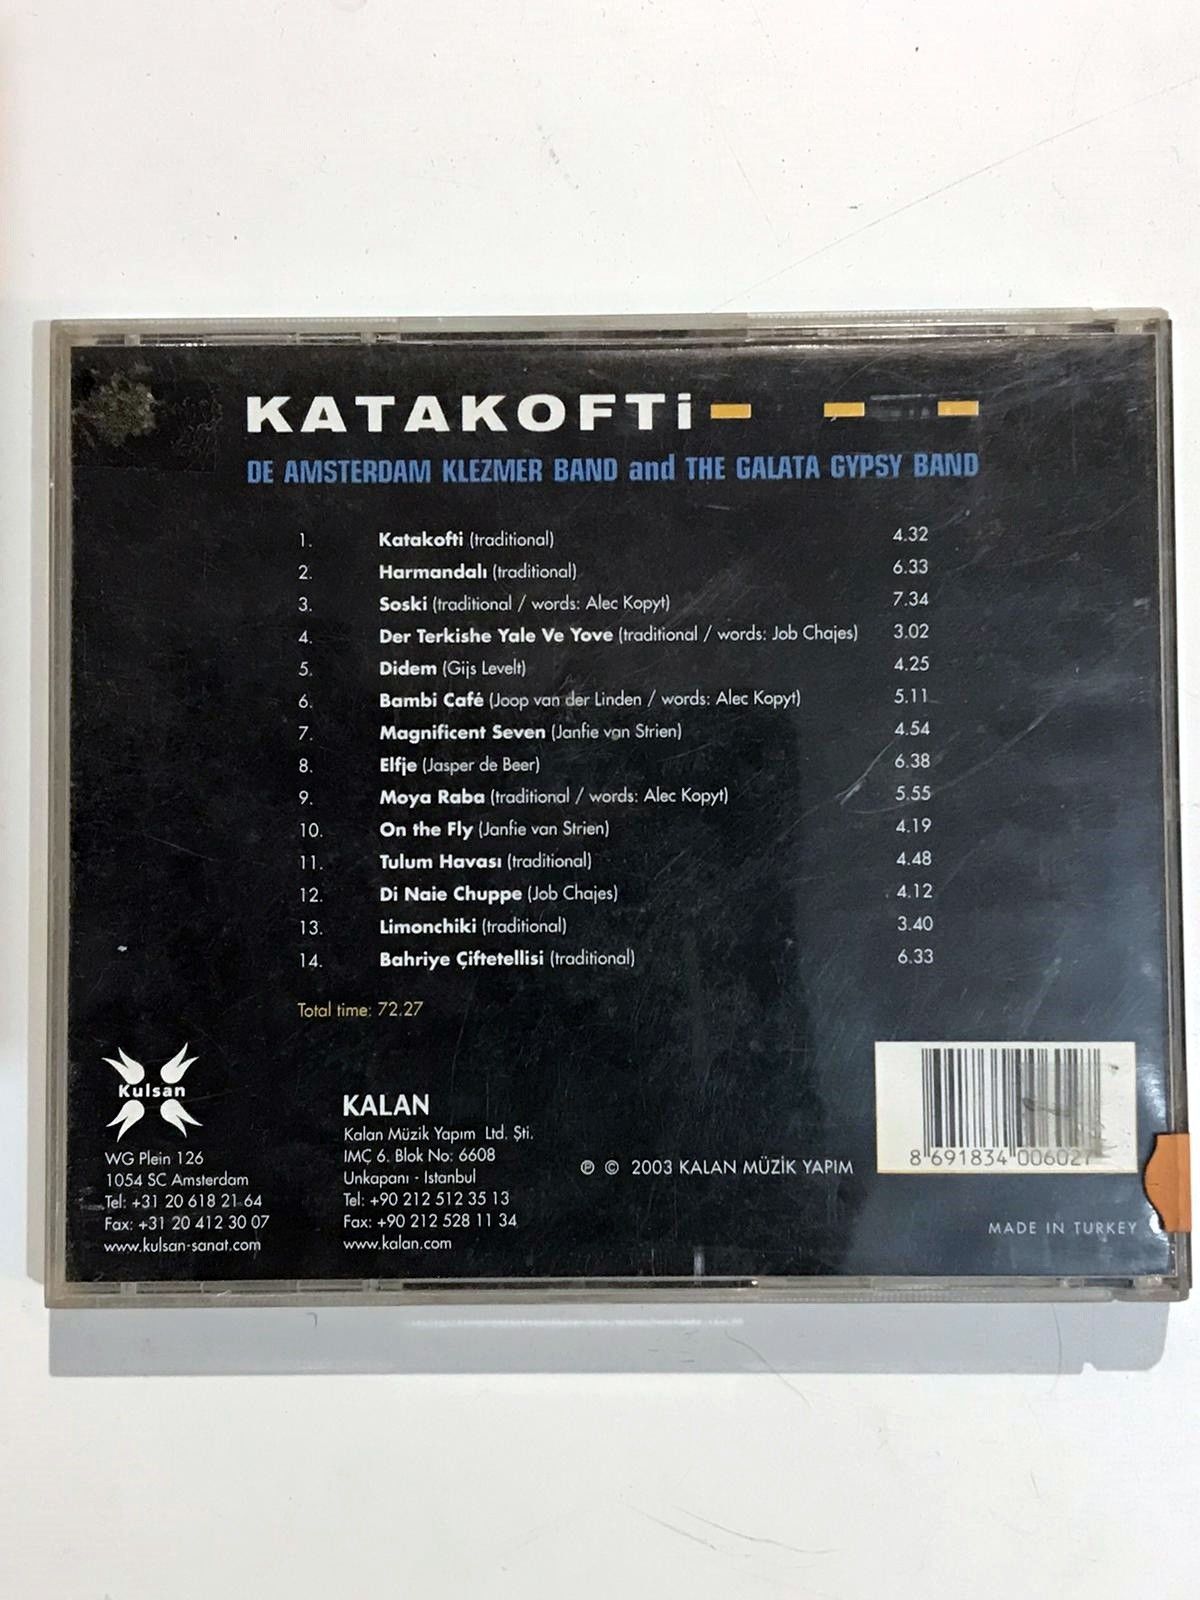 KATAKOFTi
DE AMSTERDAM KLEZMER BAND and THE GALATA GYPSY BAND
1. Katakofti (traditional) 4.32
2. Harmandalı (traditional) 6.33
3. Soski (traditional / words: Alec Kopyt) 7.34
4. Der Terkishe Yale Ve Yove (traditional / words: Job Chajes) 3.02
5. Didem (Gijs Levelt) 4.25
6. Bambi Café (Joop van der Linden / words: Alec Kopyt) 5.11
7. Magnificent Seven (Janfie van Strien) 4.54
8. Elfje (Jasper de Beer) 6.38
9. Moya Raba (traditional / words: Alec Kopyt) 5.55
10. On the Fly (Janfie van Strien) 4.19
11. Tulum Havası (traditional) 4.48
12. Di Naie Chuppe (Job Chajes) 4.12
13. Limonchiki (traditional) 3.40
14. Bahriye Çiftetellisi (traditional) 6.33
Total time: 72.27
Kulsan
WG Plein 126
1054 SC Amsterdam
Tel: +31 20 618 21 64
Fax: +31 20 412 30 07
www.kulsan-sanat.com
KALAN
Kalan Müzik Yapım Ltd. Şti.
IMÇ 6. Blok No: 6608
Unkapanı - Istanbul
Tel: +90 212 512 35 13
Fax: +90 212 528 11 34
www.kalan.com
℗ © 2003 KALAN MÜZİK YAPIM
8 691834 006027
MADE IN TURKEY